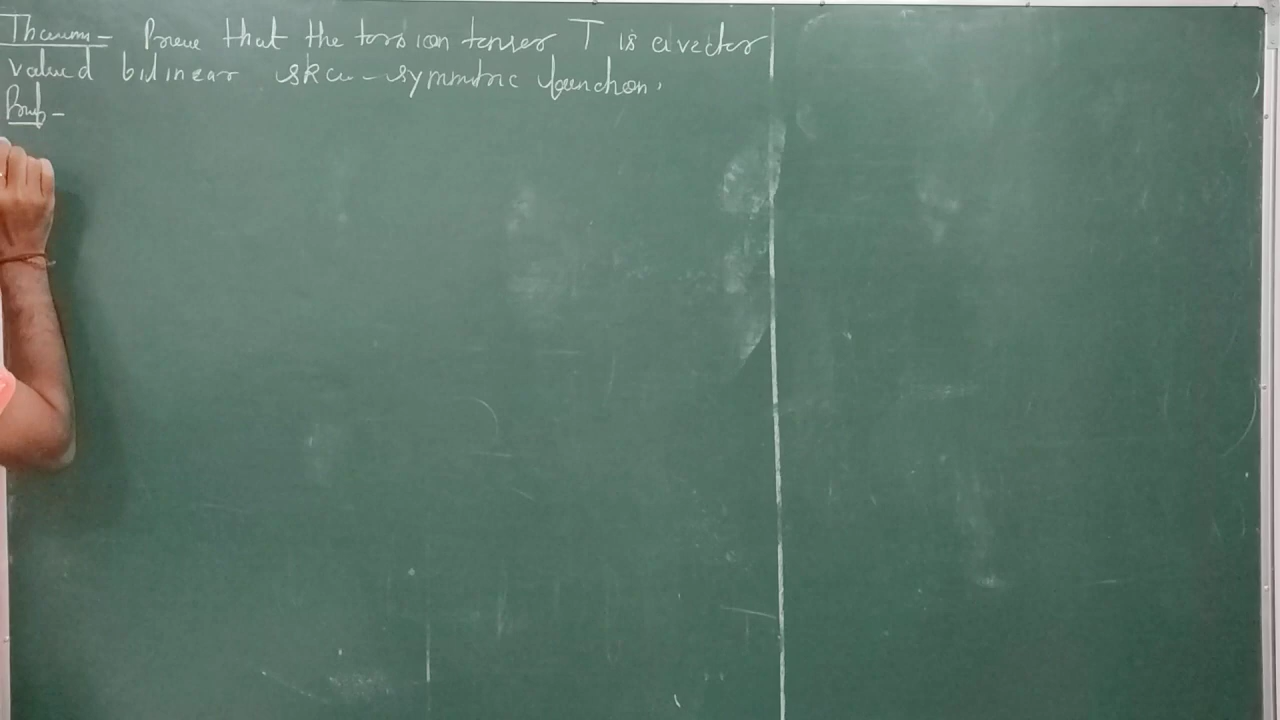 Theorem - Prove that the torsion tensor T is a vector
valued bilinear skew-symmetric function.
Proof -